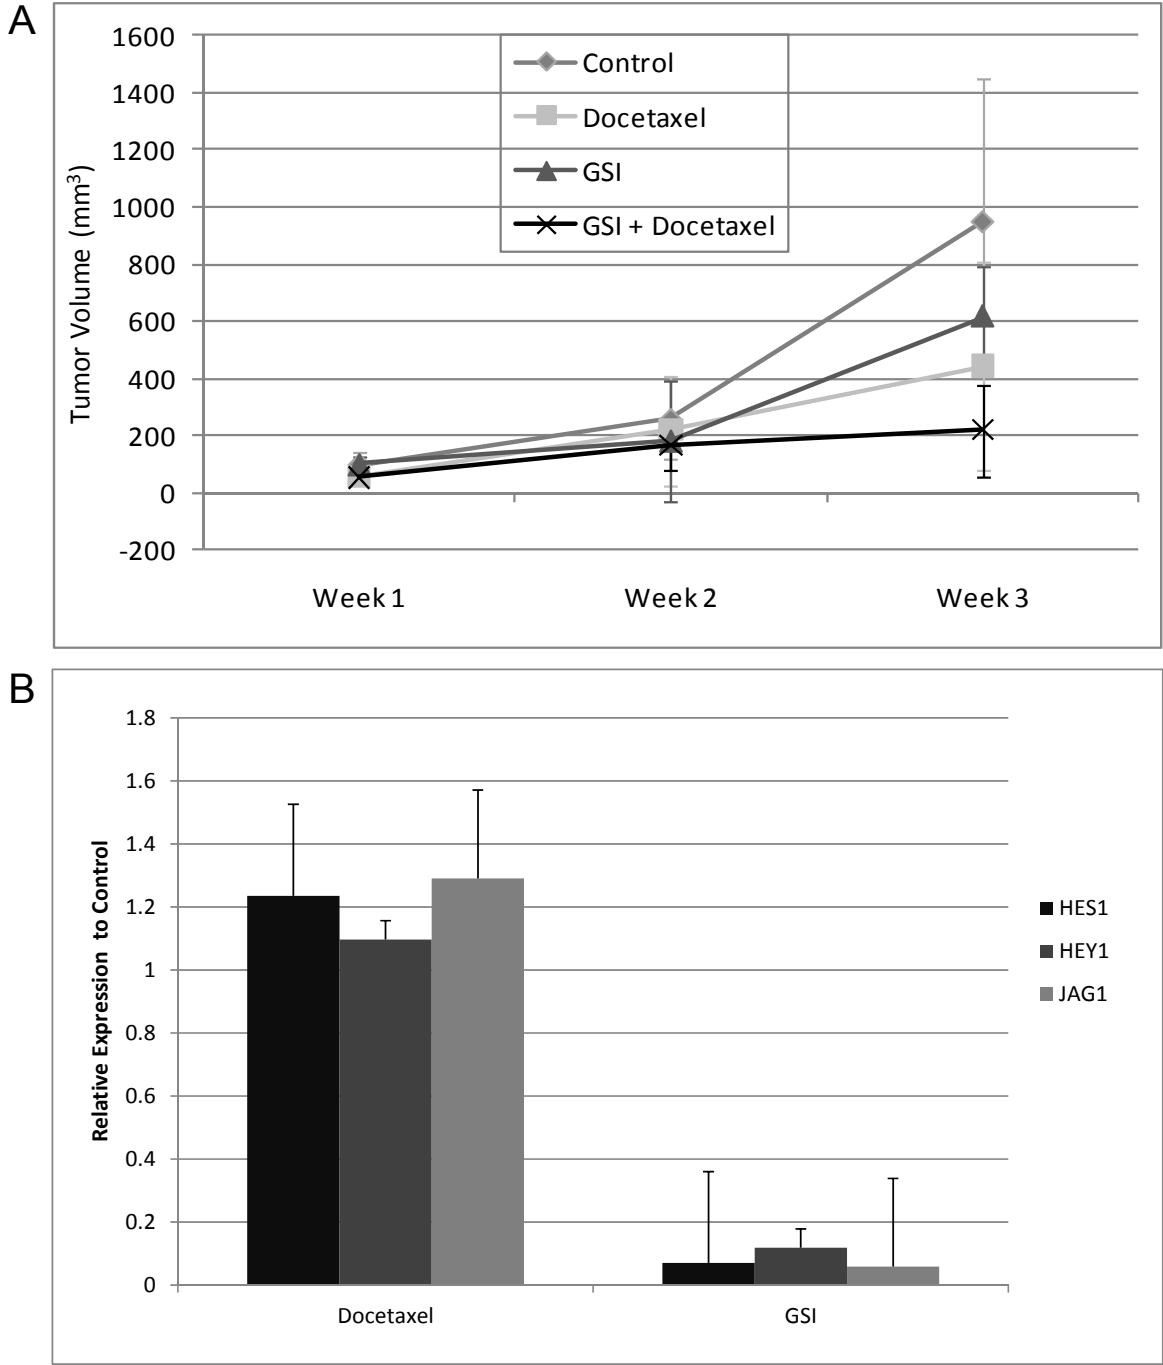 A
1600
1400
1200
1000
800
600
400
200
0
-200
Tumor Volume (mm³)
Control
Docetaxel
GSI
GSI + Docetaxel
Week 1 Week 2 Week 3
B
1.8
1.6
1.4
1.2
1
0.8
0.6
0.4
0.2
0
Relative Expression to Control
HES1
HEY1
JAG1
Docetaxel GSI